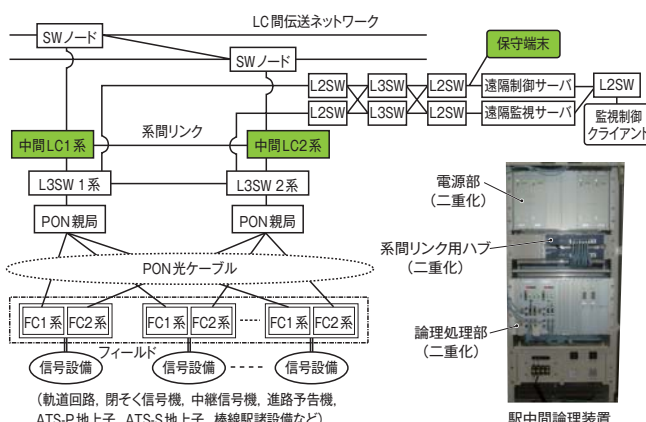 LC間伝送ネットワーク
SWノード
SWノード
保守端末
L2SW
L3SW
L2SW
遠隔制御サーバ
L2SW
L2SW
L3SW
L2SW
遠隔監視サーバ
監視制御
クライアント
系間リンク
中間LC1系
中間LC2系
L3SW 1系
L3SW 2系
PON親局
PON親局
PON光ケーブル
FC1系
FC2系
FC1系
FC2系
FC1系
FC2系
フィールド
信号設備
信号設備
信号設備
(軌道回路, 閉そく信号機, 中継信号機, 進路予告機,
ATS-P地上子, ATS-S地上子, 棒線駅諸設備など)
電源部
(二重化)
系間リンク用ハブ
(二重化)
論理処理部
(二重化)
駅中間論理装置